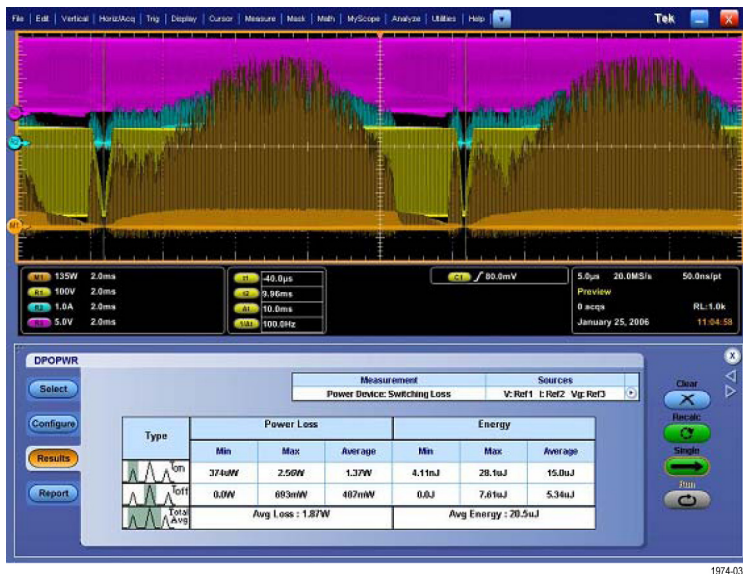 File | Edit | Vertical | Horiz/Acq | Trig | Display | Cursor | Measure | Mask | Math | MyScope | Analyze | Utilities | Help
Tek
M1
M1 135W 2.0ms
R1 100V 2.0ms
R2 1.0A 2.0ms
R3 5.0V 2.0ms
t1 -40.0µs
t2 9.96ms
Δt 10.0ms
1/Δt 100.0Hz
C1 80.0mV
5.0µs 20.0MS/s 50.0ns/pt
Preview
0 acqs RL:1.0k
January 25, 2006 11:04:58
DPOPWR
Select
Configure
Results
Report
Measurement Sources
Power Device: Switching Loss V: Ref1 I: Ref2 Vg: Ref3
Type Power Loss Energy
Min Max Average Min Max Average
Ton 374uW 2.56W 1.37W 4.11nJ 28.1uJ 15.0uJ
Toff 0.0W 693mW 487mW 0.0J 7.61uJ 5.34uJ
Total Avg Avg Loss : 1.87W Avg Energy : 20.5uJ
Clear
Recalc
Single
Run
1974-03